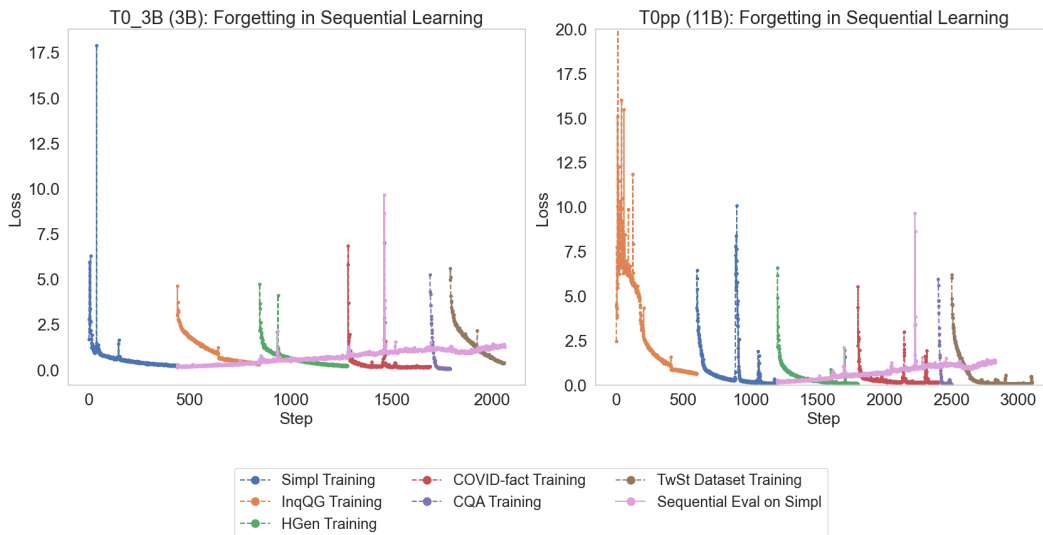 T0_3B (3B): Forgetting in Sequential Learning
17.5
15.0
12.5
10.0
7.5
5.0
2.5
0.0
Loss
0 500 1000 1500 2000
Step
T0pp (11B): Forgetting in Sequential Learning
20.0
17.5
15.0
12.5
10.0
7.5
5.0
2.5
0.0
Loss
0 500 1000 1500 2000 2500 3000
Step
Simpl Training
InqQG Training
HGen Training
COVID-fact Training
CQA Training
TwSt Dataset Training
Sequential Eval on Simpl